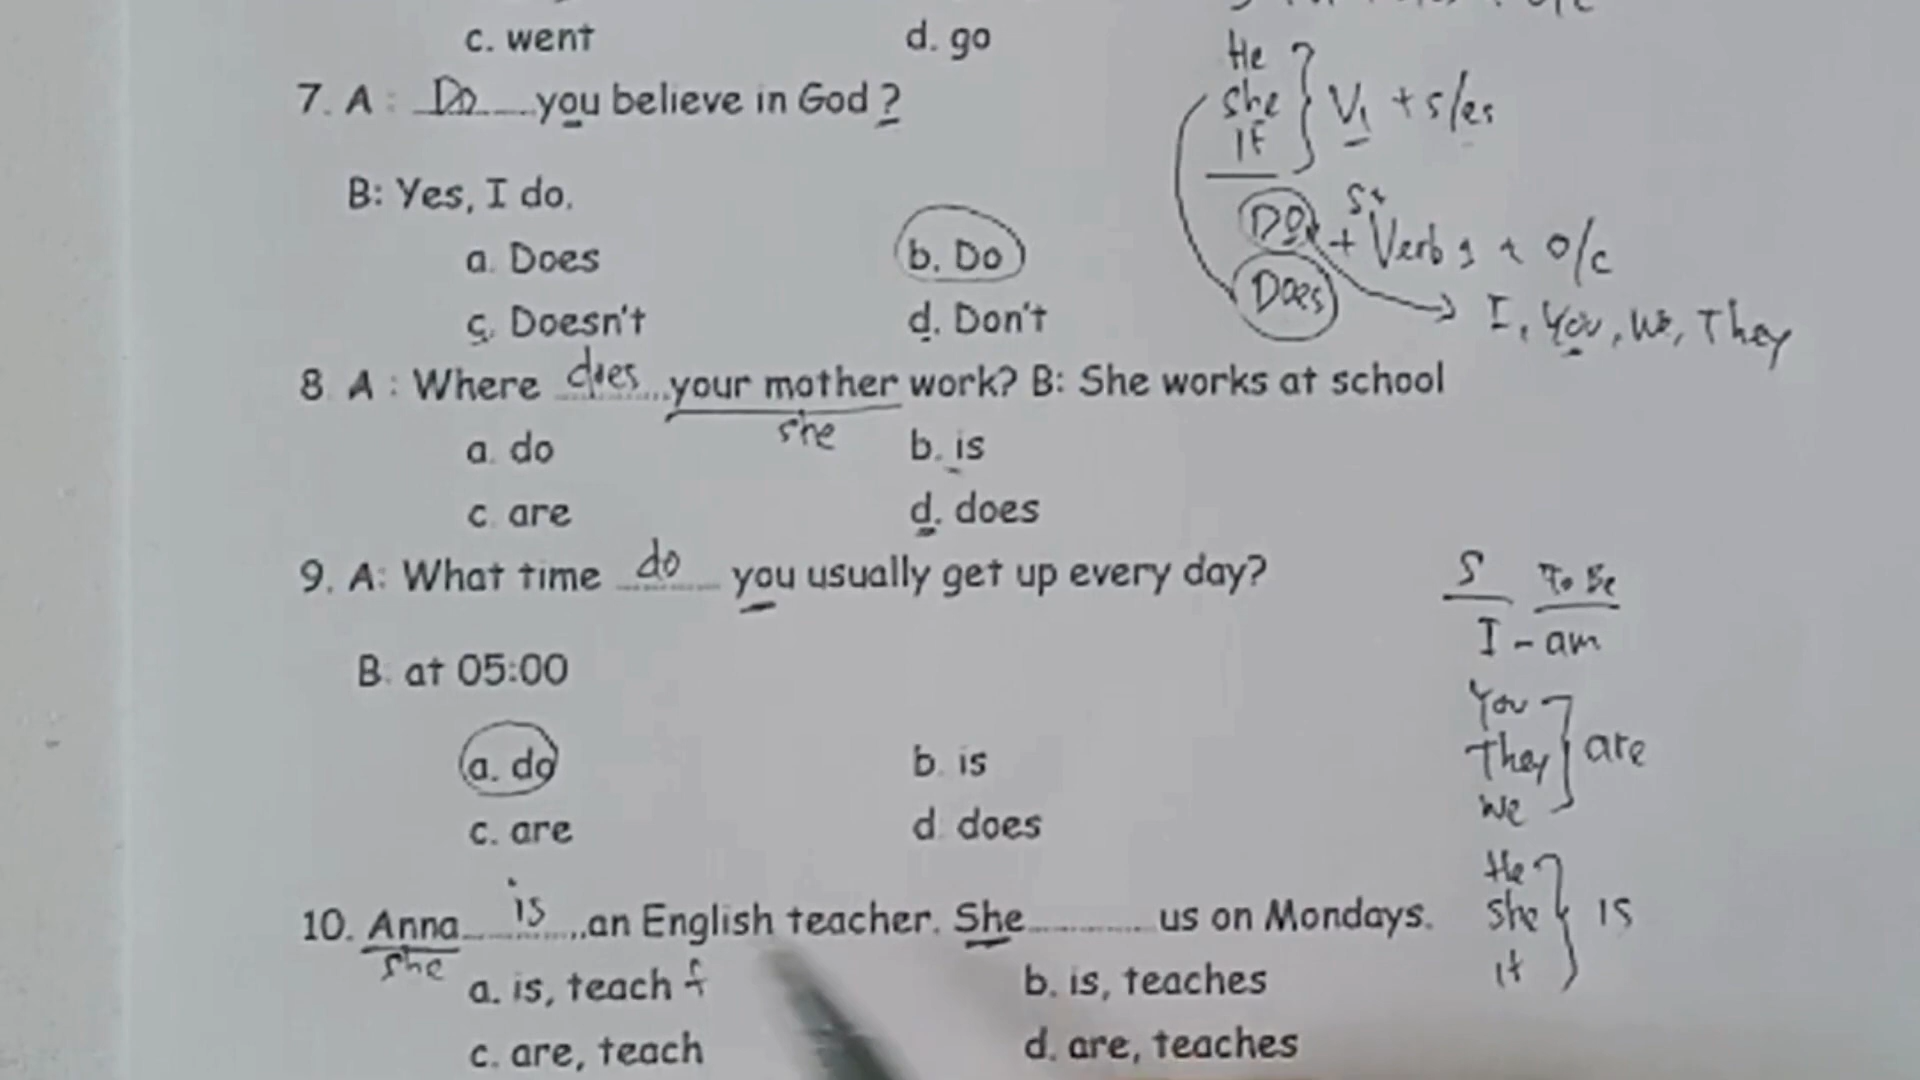 c. went d. go
7. A : Do you believe in God ?
B: Yes, I do.
a. Does b. Do
c. Doesn't d. Don't
8. A : Where does your mother work? B: She works at school
she
a. do b. is
c. are d. does
9. A: What time do you usually get up every day?
B: at 05:00
a. do b. is
c. are d. does
10. Anna is an English teacher. She ............ us on Mondays.
she
a. is, teach b. is, teaches
c. are, teach d. are, teaches
He
she V1 + s/es
IF
DO + Verb 1 + O/C
Does
I, You, We, They
S To Be
I - am
You
They are
We
He
She is
it